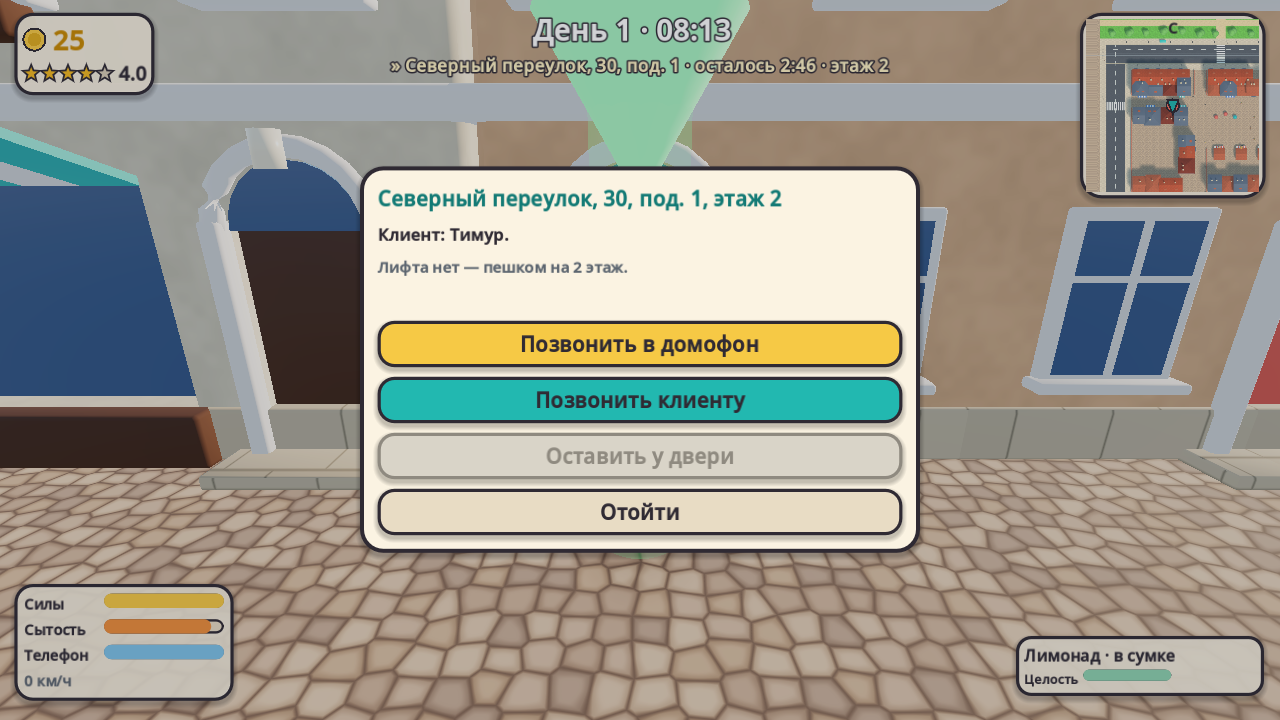 25
4.0
День 1 · 08:13
» Северный переулок, 30, под. 1 · осталось 2:46 · этаж 2
С
Северный переулок, 30, под. 1, этаж 2
Клиент: Тимур.
Лифта нет — пешком на 2 этаж.
Позвонить в домофон
Позвонить клиенту
Оставить у двери
Отойти
Силы
Сытость
Телефон
0 км/ч
Лимонад · в сумке
Целость